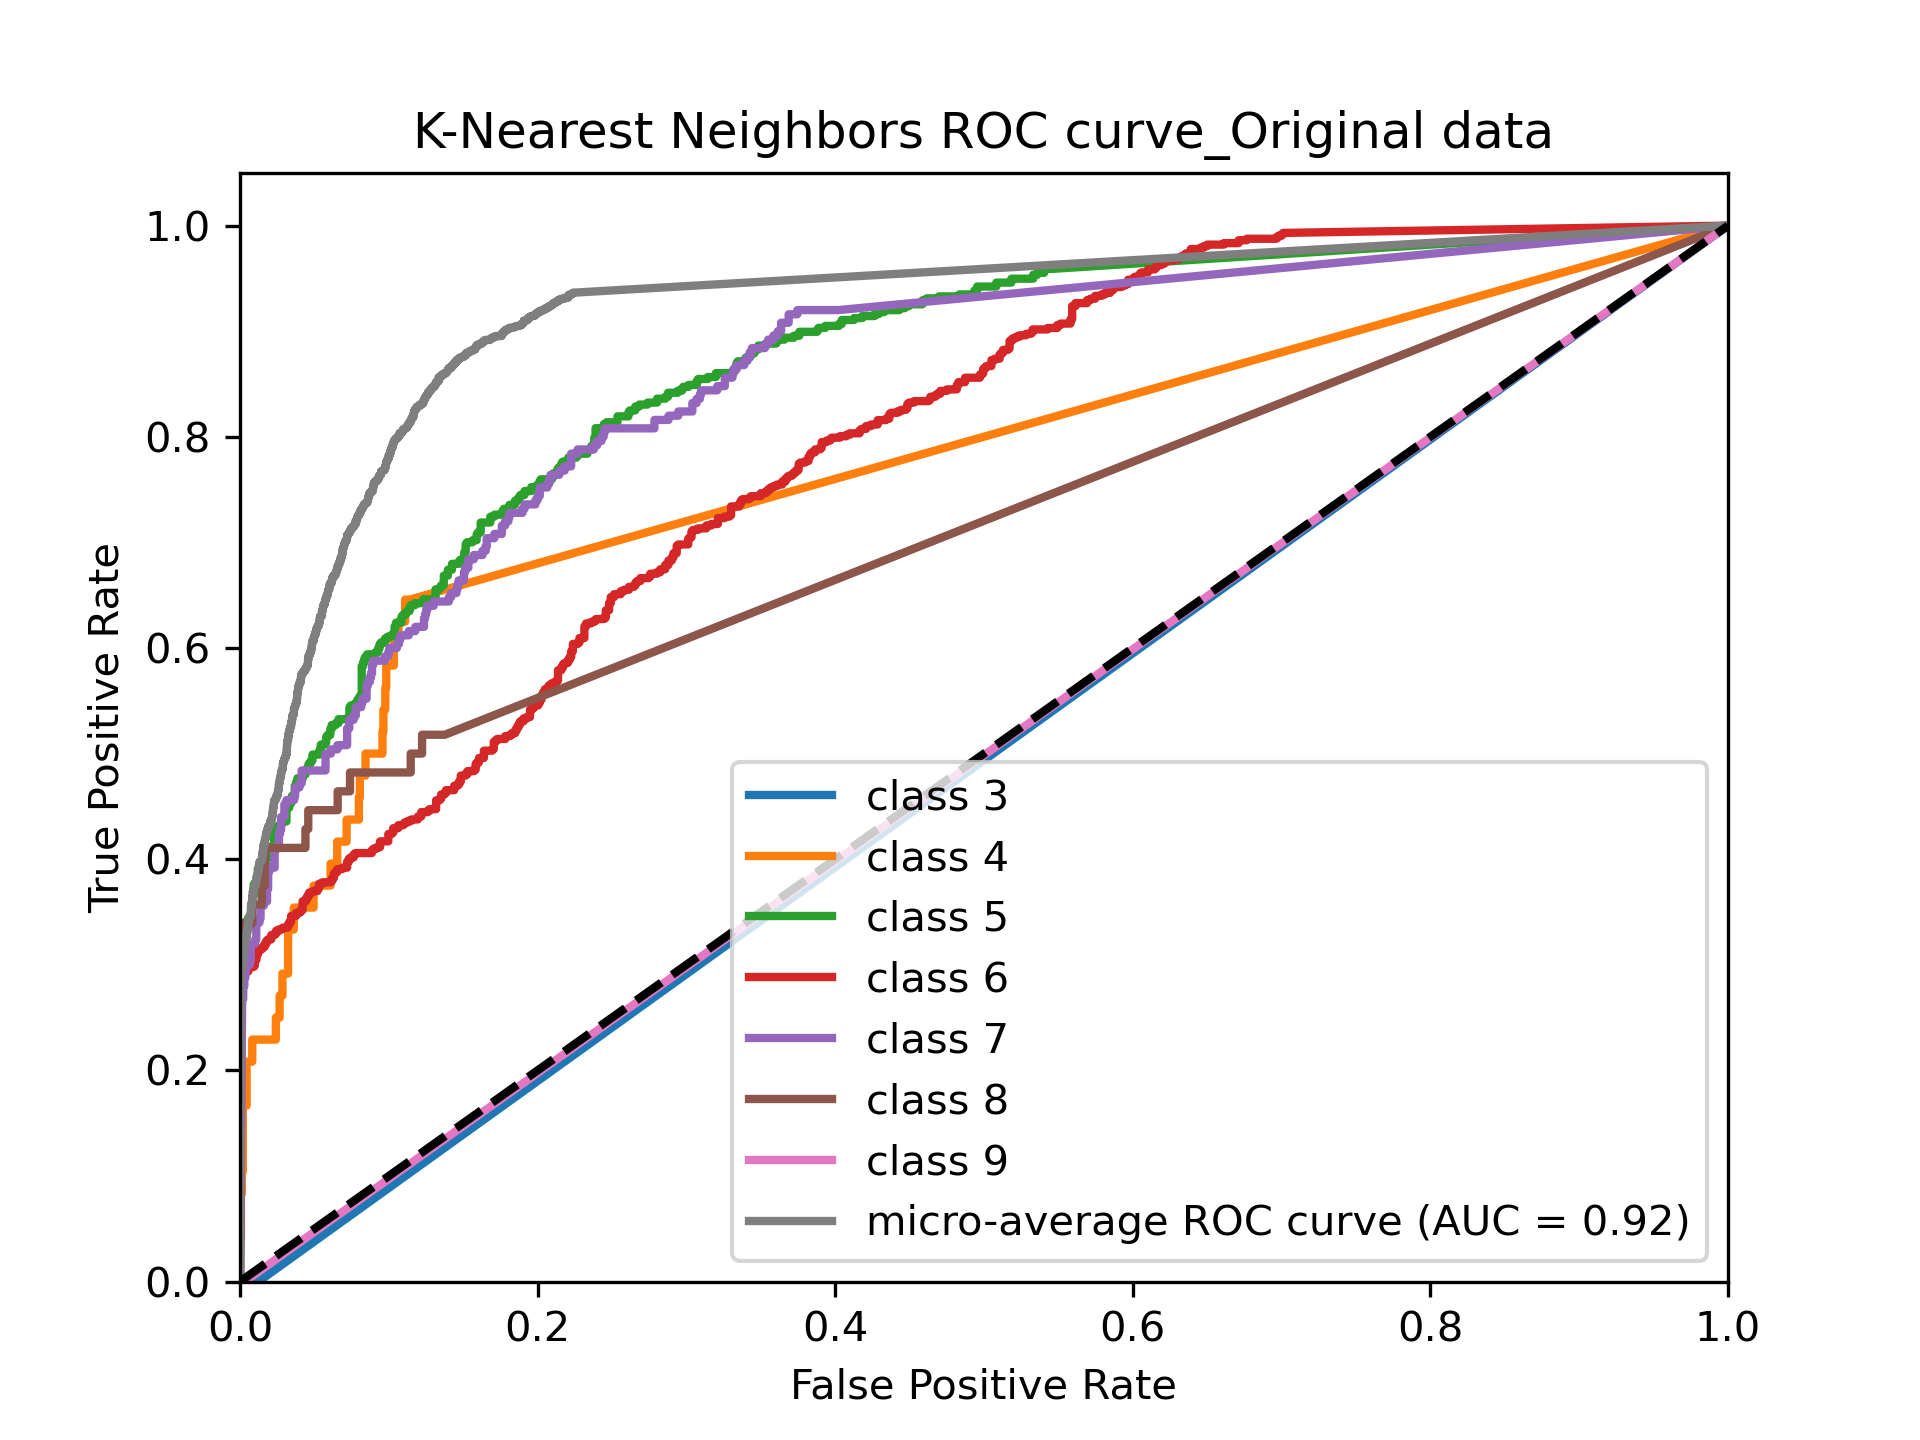 K-Nearest Neighbors ROC curve_Original data
True Positive Rate
1.0
0.8
0.6
0.4
0.2
0.0
class 3
class 4
class 5
class 6
class 7
class 8
class 9
micro-average ROC curve (AUC = 0.92)
0.0 0.2 0.4 0.6 0.8 1.0
False Positive Rate